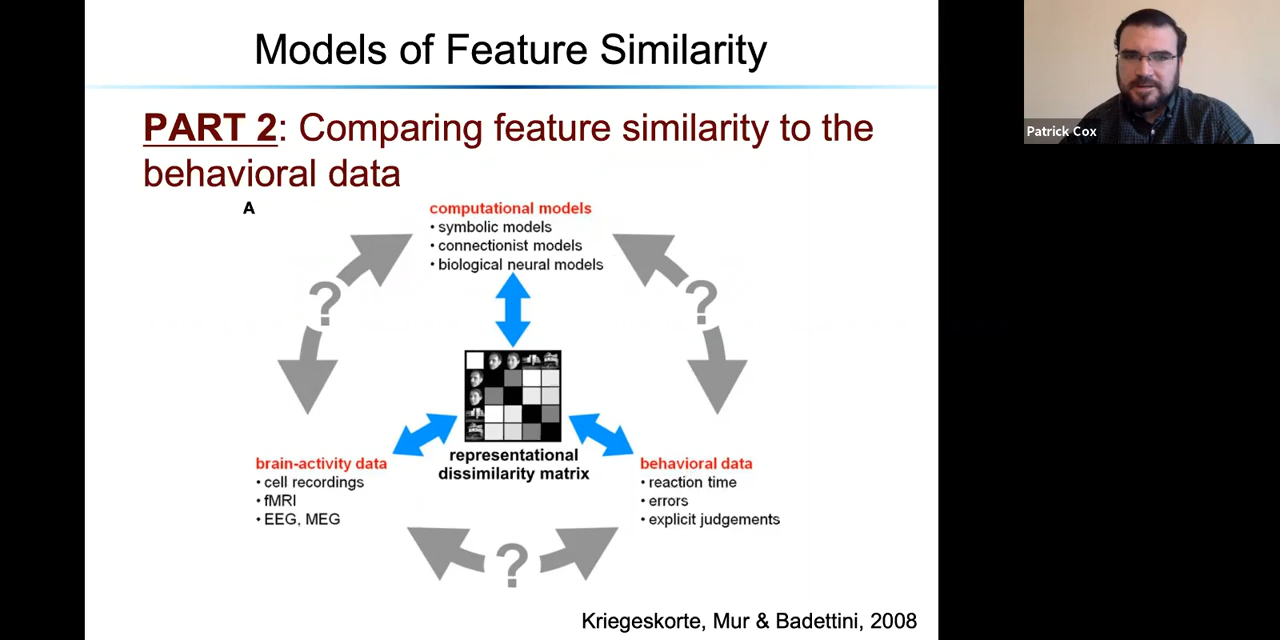 Models of Feature Similarity
PART 2: Comparing feature similarity to the
behavioral data
A
computational models
• symbolic models
• connectionist models
• biological neural models
?
?
representational
dissimilarity matrix
brain-activity data
• cell recordings
• fMRI
• EEG, MEG
behavioral data
• reaction time
• errors
• explicit judgements
?
Kriegeskorte, Mur & Badettini, 2008
Patrick Cox